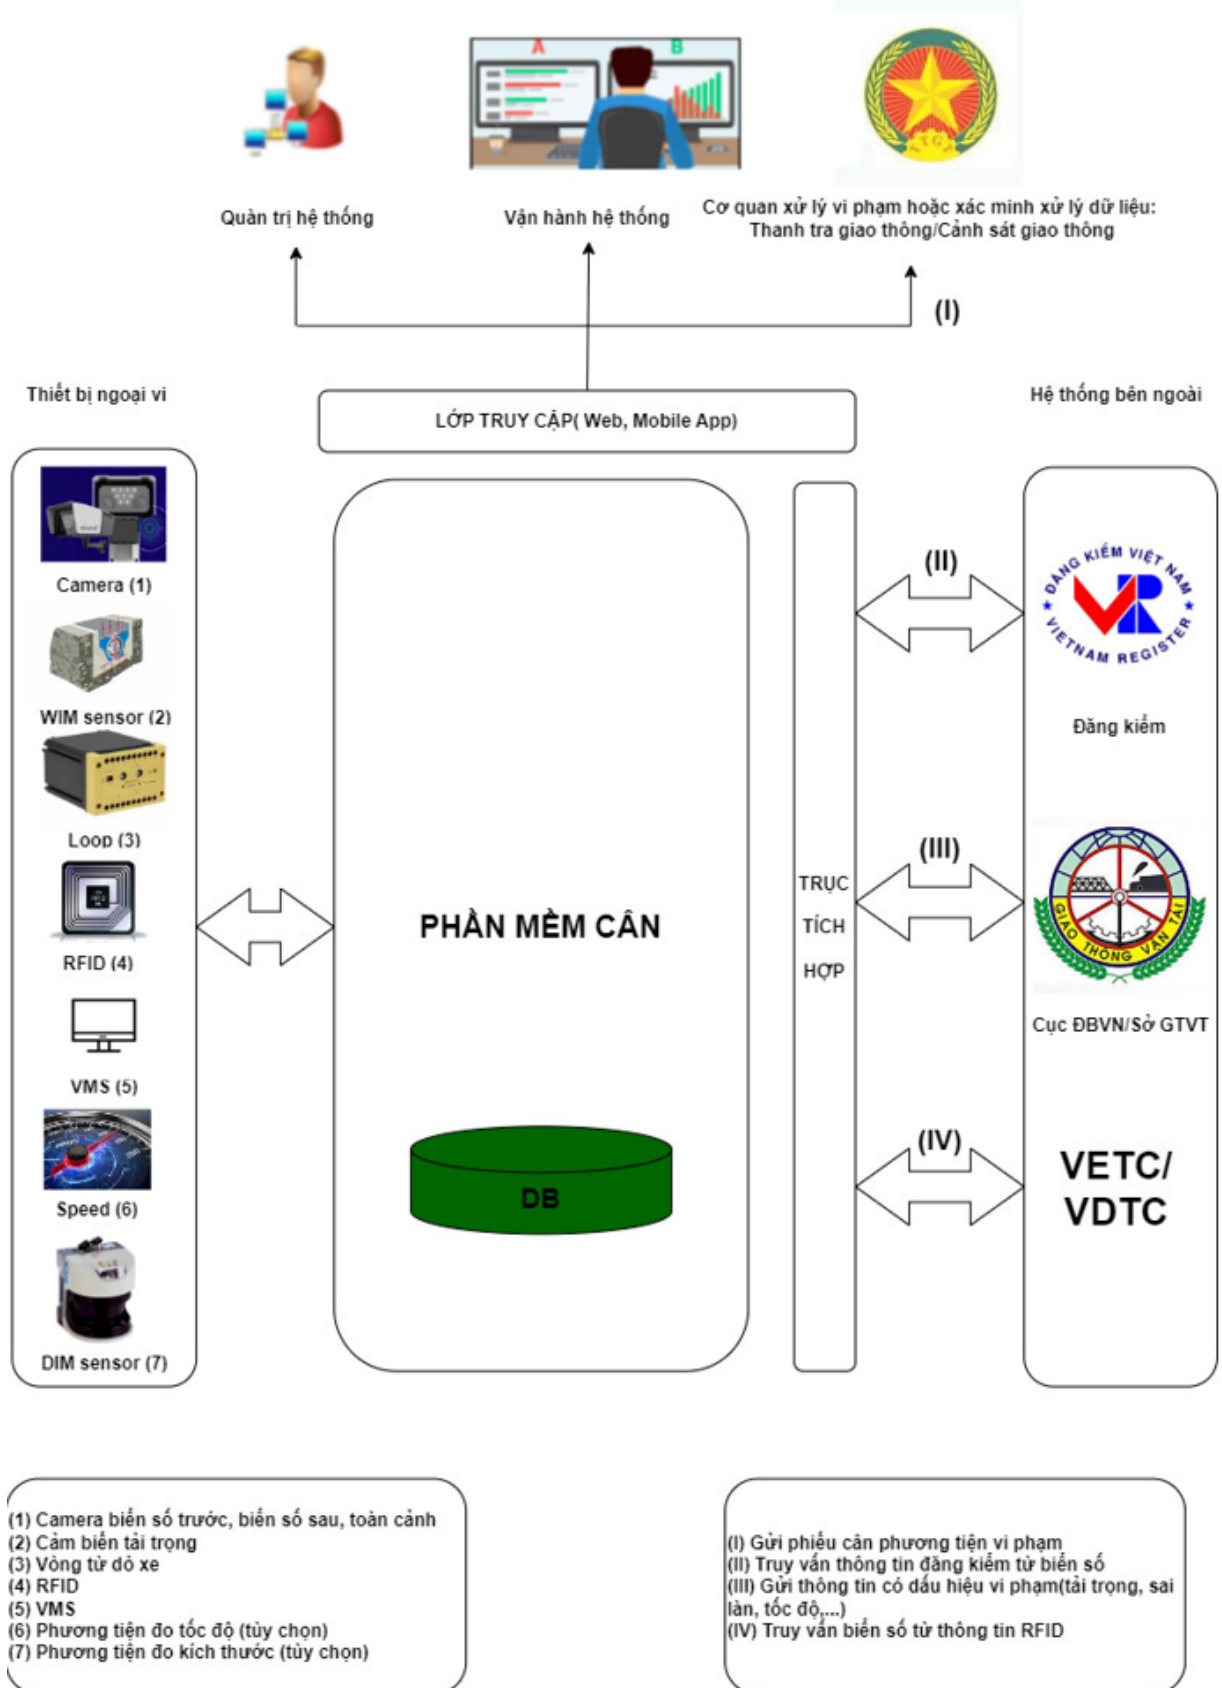 A
B
TTGT
Quản trị hệ thống
Vận hành hệ thống
Cơ quan xử lý vi phạm hoặc xác minh xử lý dữ liệu:
Thanh tra giao thông/Cảnh sát giao thông
(I)
Thiết bị ngoại vi
Hệ thống bên ngoài
LỚP TRUY CẬP( Web, Mobile App)
Camera (1)
WIM sensor (2)
Loop (3)
RFID (4)
VMS (5)
Speed (6)
DIM sensor (7)
PHẦN MỀM CÂN
DB
TRỤC
TÍCH
HỢP
(II)
ĐĂNG KIỂM VIỆT NAM
VR
VIETNAM REGISTER
Đăng kiểm
(III)
GIAO THÔNG VẬN TẢI
Cục ĐBVN/Sở GTVT
(IV)
VETC/
VDTC
(1) Camera biển số trước, biển số sau, toàn cảnh
(2) Cảm biến tải trọng
(3) Vòng từ dò xe
(4) RFID
(5) VMS
(6) Phương tiện đo tốc độ (tùy chọn)
(7) Phương tiện đo kích thước (tùy chọn)
(I) Gửi phiếu cân phương tiện vi phạm
(II) Truy vấn thông tin đăng kiểm từ biển số
(III) Gửi thông tin có dấu hiệu vi phạm(tải trọng, sai
làn, tốc độ,...)
(IV) Truy vấn biển số từ thông tin RFID